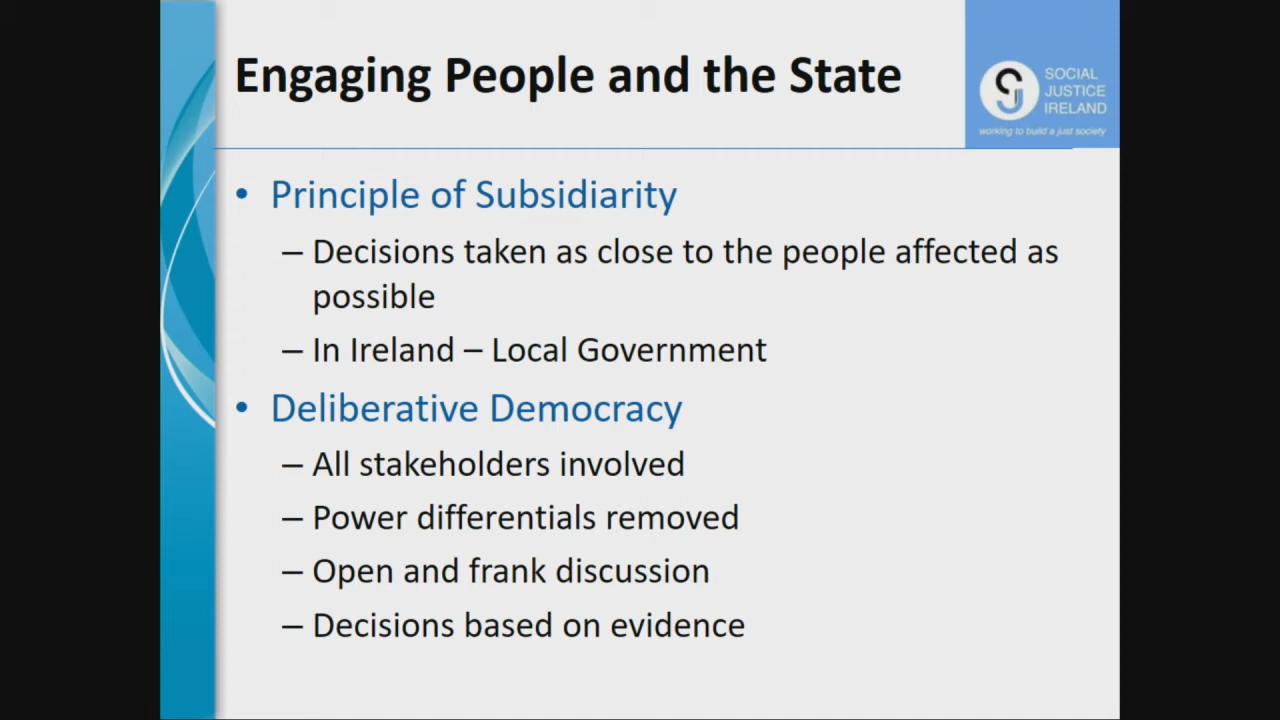 Engaging People and the State
SOCIAL
JUSTICE
IRELAND
working to build a just society
• Principle of Subsidiarity
– Decisions taken as close to the people affected as
possible
– In Ireland – Local Government
• Deliberative Democracy
– All stakeholders involved
– Power differentials removed
– Open and frank discussion
– Decisions based on evidence